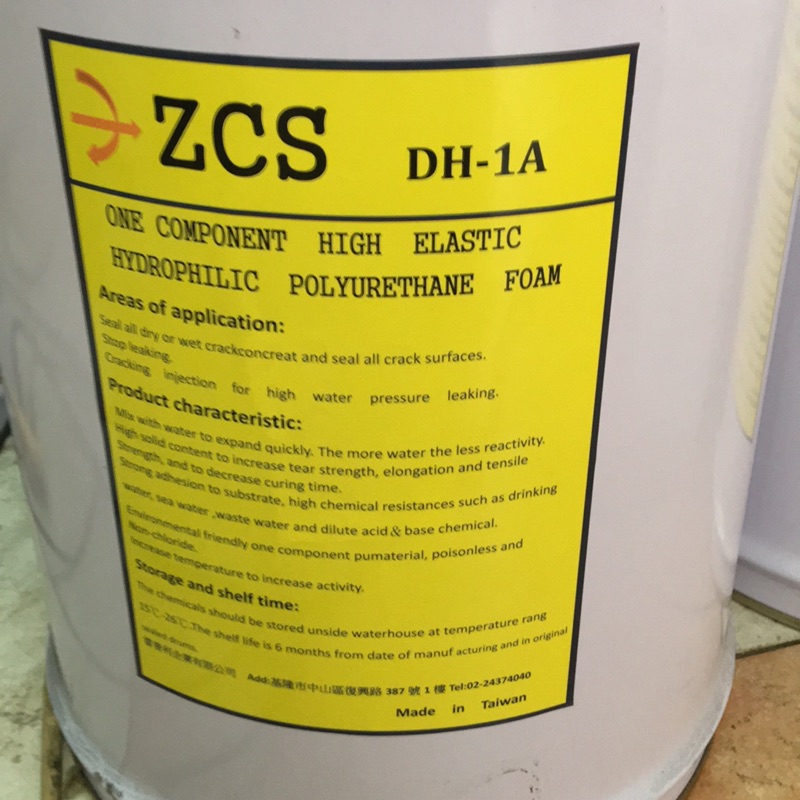 ZCS DH-1A
ONE COMPONENT HIGH ELASTIC
HYDROPHILIC POLYURETHANE FOAM
Areas of application:
Seal all dry or wet crackconcreat and seal all crack surfaces.
Stop leaking.
Cracking injection for high water pressure leaking.
Product characteristic:
Mix with water to expand quickly. The more water the less reactivity.
High solid content to increase tear strength, elongation and tensile
Strength, and to decrease curing time.
Strong adhesion to substrate, high chemical resistances such as drinking
water, sea water ,waste water and dilute acid & base chemical.
Environmental friendly one component pumaterial, poisonless and
Non-chloride.
Increase temperature to increase activity.
Storage and shelf time:
The chemicals should be stored unside waterhouse at temperature rang
15℃-26℃.The shelf life is 6 months from date of manuf acturing and in original
sealed drums.
企業有限公司 Add:基隆市中山區復興路 387 號 1 樓 Tel:02-24374040
Made in Taiwan